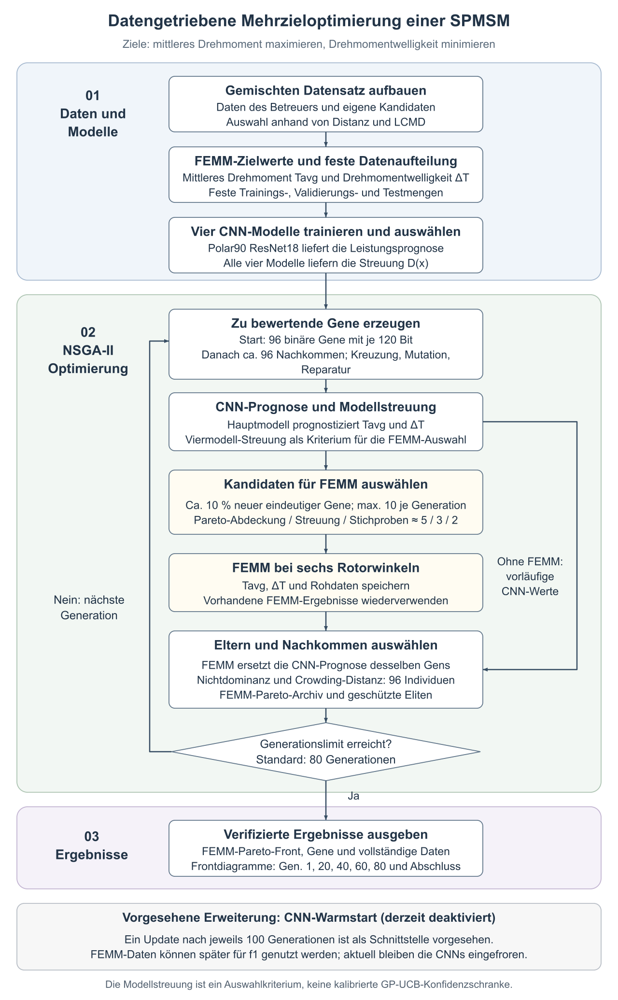 Datengetriebene Mehrzieloptimierung einer SPMSM
Ziele: mittleres Drehmoment maximieren, Drehmomentwelligkeit minimieren
01
Daten und
Modelle
Gemischten Datensatz aufbauen
Daten des Betreuers und eigene Kandidaten
Auswahl anhand von Distanz und LCMD
FEMM-Zielwerte und feste Datenaufteilung
Mittleres Drehmoment Tavg und Drehmomentwelligkeit ΔT
Feste Trainings-, Validierungs- und Testmengen
Vier CNN-Modelle trainieren und auswählen
Polar90 ResNet18 liefert die Leistungsprognose
Alle vier Modelle liefern die Streuung D(x)
02
NSGA-II
Optimierung
Zu bewertende Gene erzeugen
Start: 96 binäre Gene mit je 120 Bit
Danach ca. 96 Nachkommen; Kreuzung, Mutation,
Reparatur
CNN-Prognose und Modellstreuung
Hauptmodell prognostiziert Tavg und ΔT
Viermodell-Streuung als Kriterium für die FEMM-Auswahl
Kandidaten für FEMM auswählen
Ca. 10 % neuer eindeutiger Gene; max. 10 je Generation
Pareto-Abdeckung / Streuung / Stichproben ≈ 5 / 3 / 2
FEMM bei sechs Rotorwinkeln
Tavg, ΔT und Rohdaten speichern
Vorhandene FEMM-Ergebnisse wiederverwenden
Ohne FEMM:
vorläufige
CNN-Werte
Nein: nächste
Generation
Eltern und Nachkommen auswählen
FEMM ersetzt die CNN-Prognose desselben Gens
Nichtdominanz und Crowding-Distanz: 96 Individuen
FEMM-Pareto-Archiv und geschützte Eliten
Generationslimit erreicht?
Standard: 80 Generationen
Ja
03
Ergebnisse
Verifizierte Ergebnisse ausgeben
FEMM-Pareto-Front, Gene und vollständige Daten
Frontdiagramme: Gen. 1, 20, 40, 60, 80 und Abschluss
Vorgesehene Erweiterung: CNN-Warmstart (derzeit deaktiviert)
Ein Update nach jeweils 100 Generationen ist als Schnittstelle vorgesehen.
FEMM-Daten können später für f1 genutzt werden; aktuell bleiben die CNNs eingefroren.
Die Modellstreuung ist ein Auswahlkriterium, keine kalibrierte GP-UCB-Konfidenzschranke.